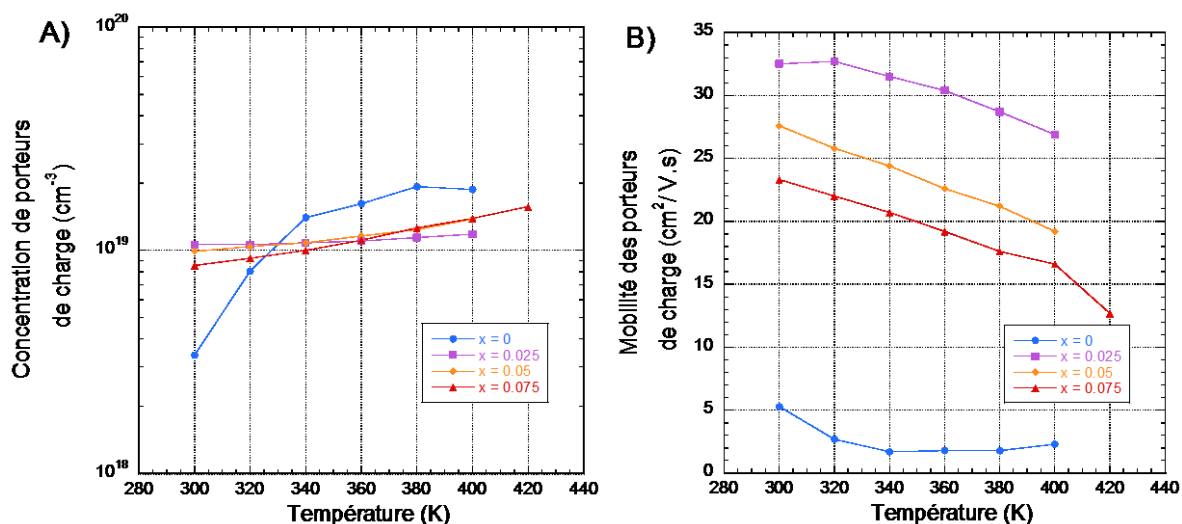 A)
Concentration de porteurs
de charge (cm⁻³)
10²⁰
10¹⁹
10¹⁸
x = 0
x = 0.025
x = 0.05
x = 0.075
280 300 320 340 360 380 400 420 440
Température (K)
B)
Mobilité des porteurs
de charge (cm²/ V.s)
35
30
25
20
15
10
5
0
x = 0
x = 0.025
x = 0.05
x = 0.075
280 300 320 340 360 380 400 420 440
Température (K)